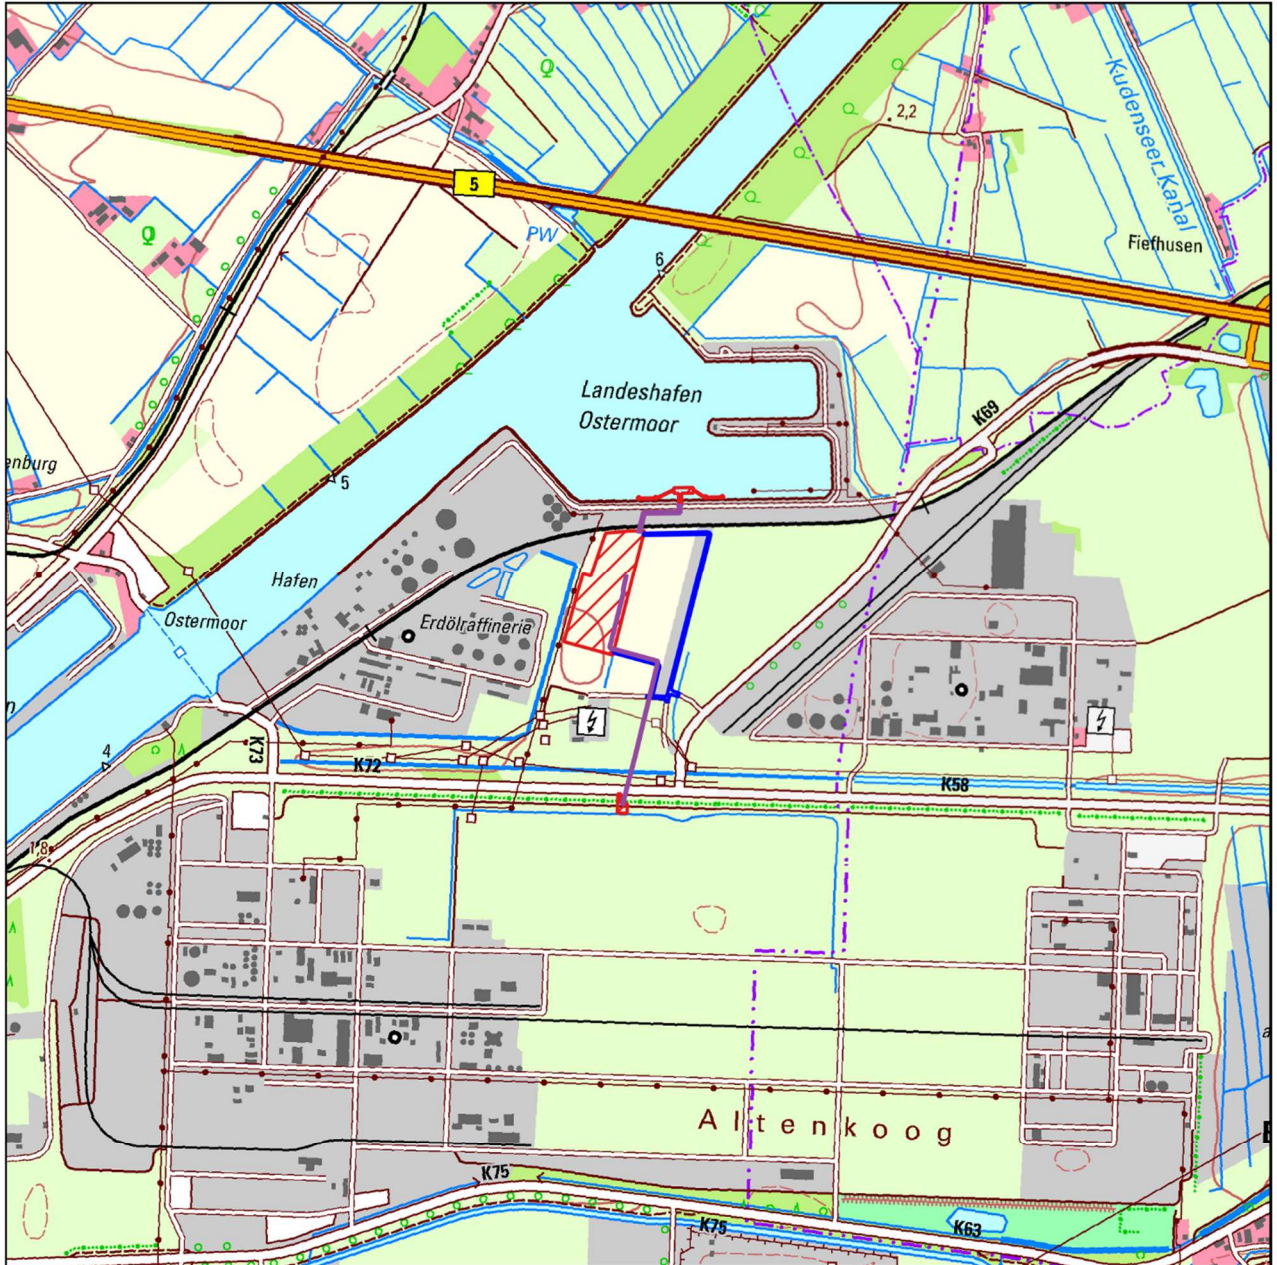 Kudenseer Kanal
2,2
5
PW
6
Fiefhusen
Landeshafen
Ostermoor
K69
enburg
5
Hafen
Ostermoor
Erdölraffinerie
n
4
K73
K72
K58
1,8
Altenkoog
K75
K75
K63